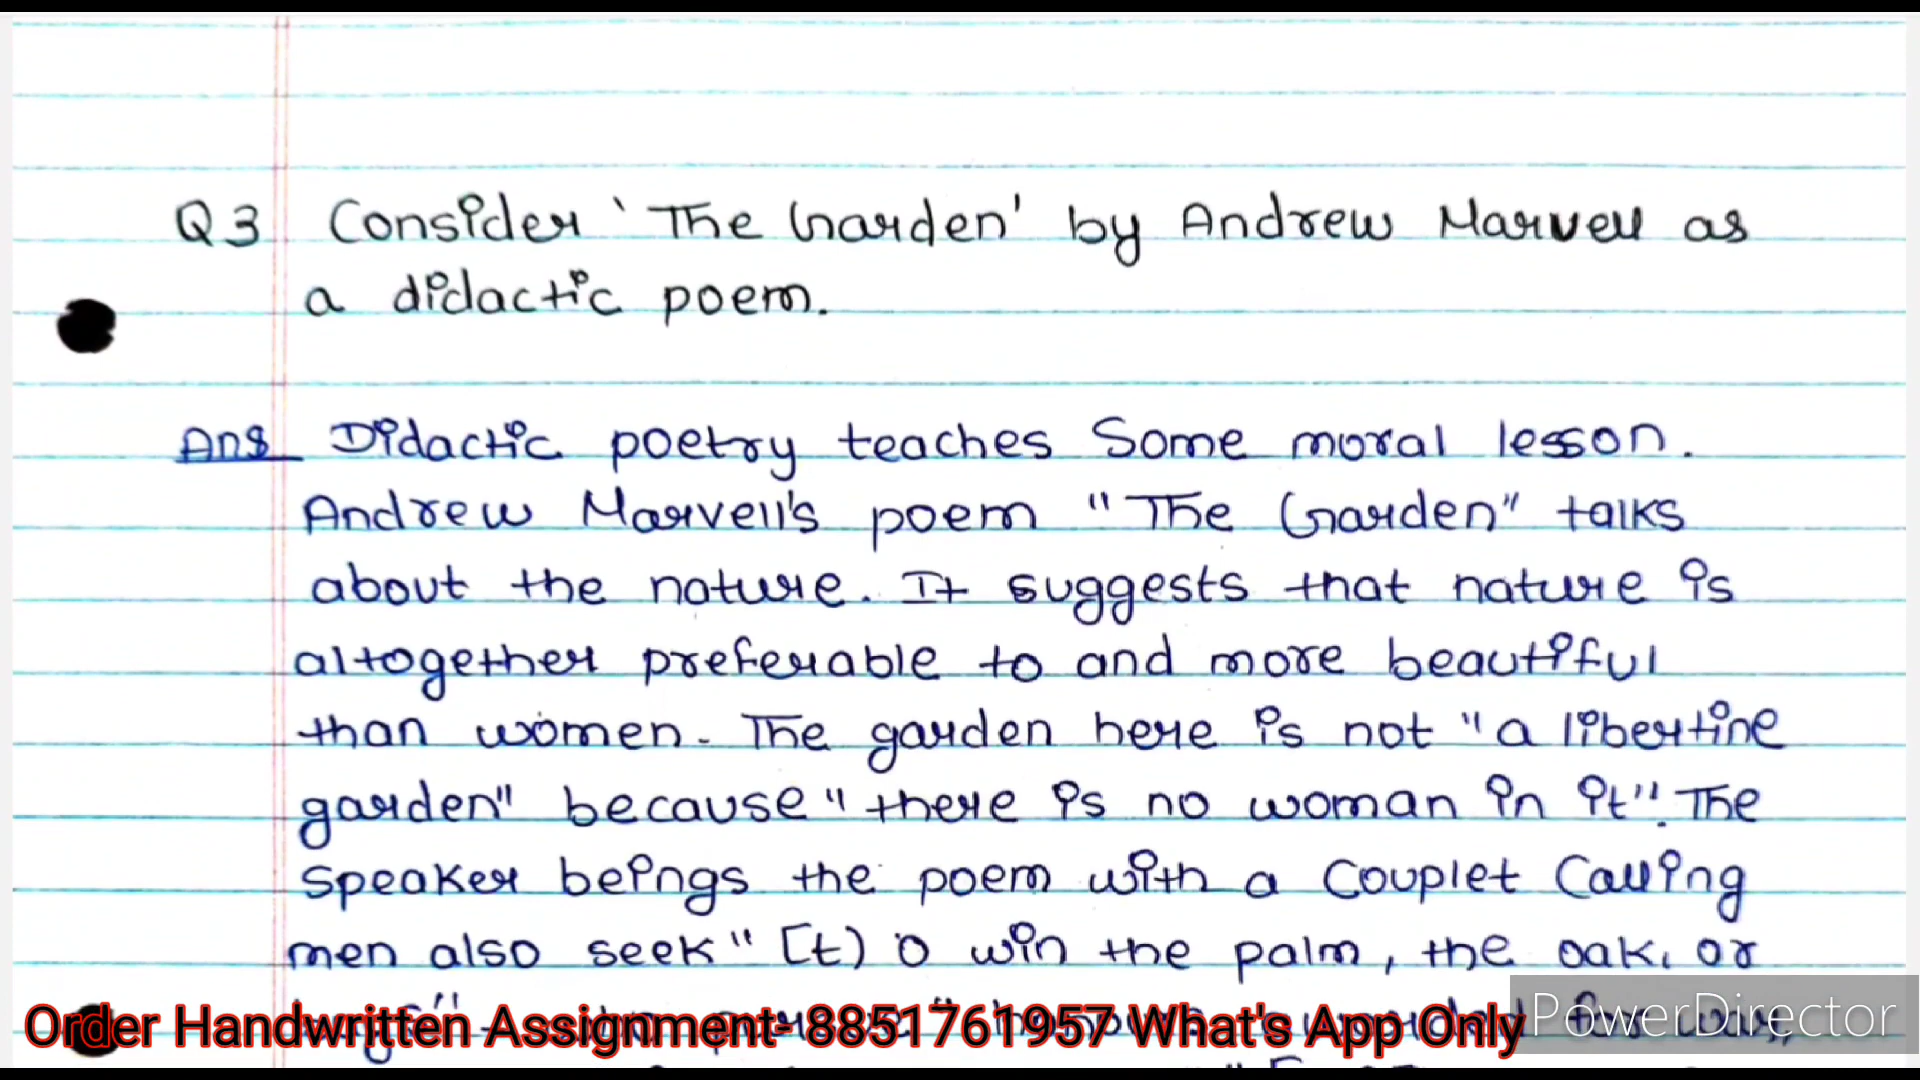 Q3 Consider 'The Garden' by Andrew Marvell as
a didactic poem.
Ans Didactic poetry teaches Some moral lesson.
Andrew Marvell's poem "The Garden" talks
about the nature. It suggests that nature is
altogether preferable to and more beautiful
than women. The garden here is not "a libertine
garden" because "there is no woman in it". The
speaker beings the poem with a Couplet Calling
men also seek "[t) o win the palm, the oak, or
Order Handwritten Assignment- 8851761957 What's App Only
PowerDirector